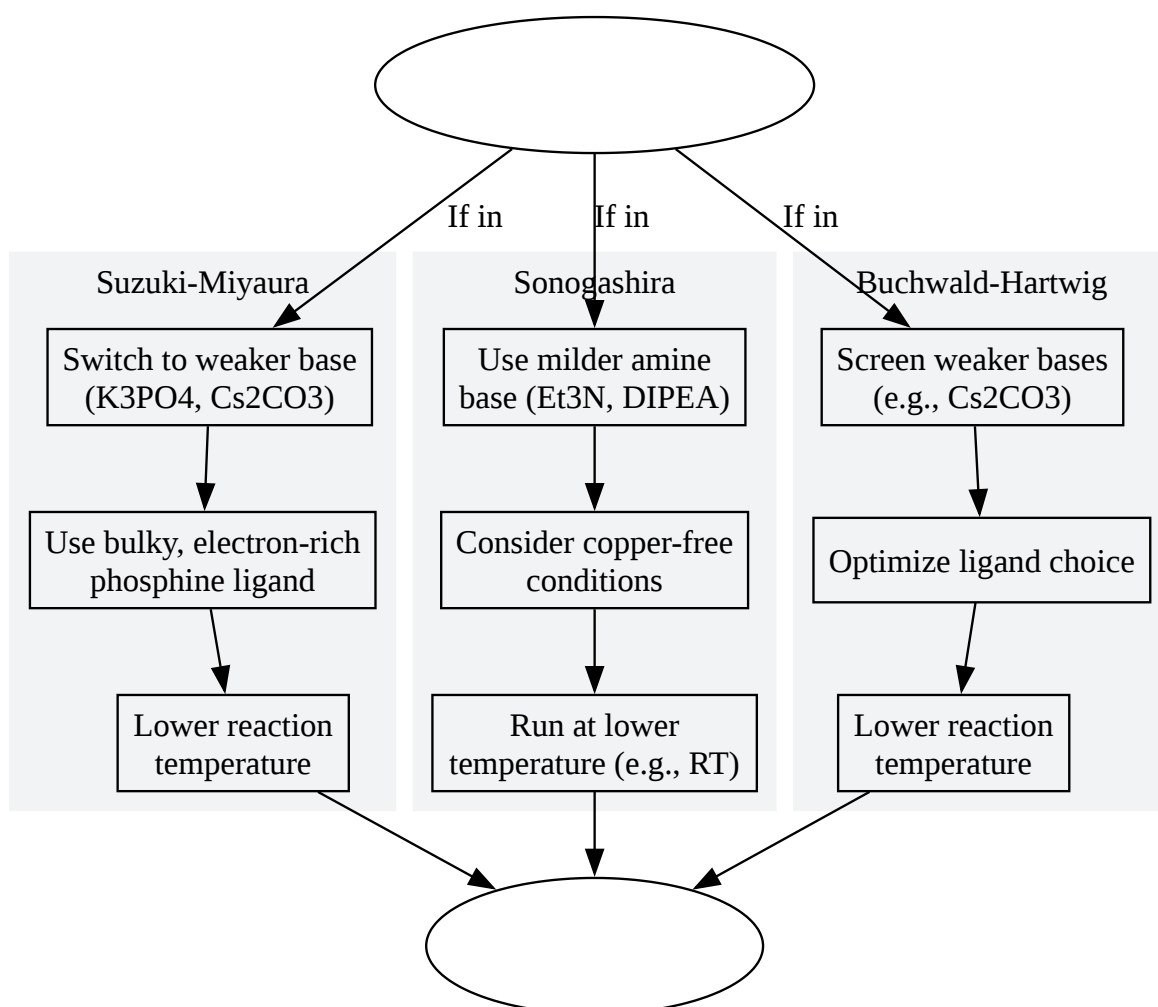 If in
If in
If in
Suzuki-Miyaura
Sonogashira
Buchwald-Hartwig
Switch to weaker base
(K3PO4, Cs2CO3)
Use milder amine
base (Et3N, DIPEA)
Screen weaker bases
(e.g., Cs2CO3)
Use bulky, electron-rich
phosphine ligand
Consider copper-free
conditions
Optimize ligand choice
Lower reaction
temperature
Run at lower
temperature (e.g., RT)
Lower reaction
temperature